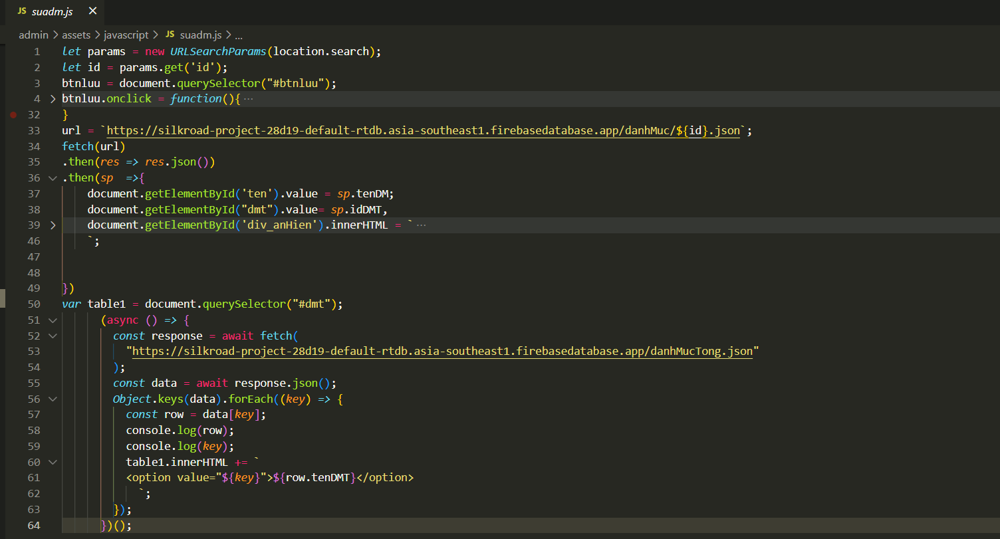 JS suadm.js ✕
admin > assets > javascript > JS suadm.js > ...
1 let params = new URLSearchParams(location.search);
2 let id = params.get('id');
3 btnluu = document.querySelector("#btnluu");
4 btnluu.onclick = function(){ ···
32 }
33 url = `https://silkroad-project-28d19-default-rtdb.asia-southeast1.firebasedatabase.app/danhMuc/${id}.json`;
34 fetch(url)
35 .then(res => res.json())
36 .then(sp  =>{
37     document.getElementById('ten').value = sp.tenDM;
38     document.getElementById("dmt").value= sp.idDMT,
39     document.getElementById('div_anHien').innerHTML = ` ···
46     `;
47
48
49 })
50 var table1 = document.querySelector("#dmt");
51       (async () => {
52         const response = await fetch(
53           "https://silkroad-project-28d19-default-rtdb.asia-southeast1.firebasedatabase.app/danhMucTong.json"
54         );
55         const data = await response.json();
56         Object.keys(data).forEach((key) => {
57           const row = data[key];
58           console.log(row);
59           console.log(key);
60           table1.innerHTML += `
61           <option value="${key}">${row.tenDMT}</option>
62             `;
63         });
64       })();